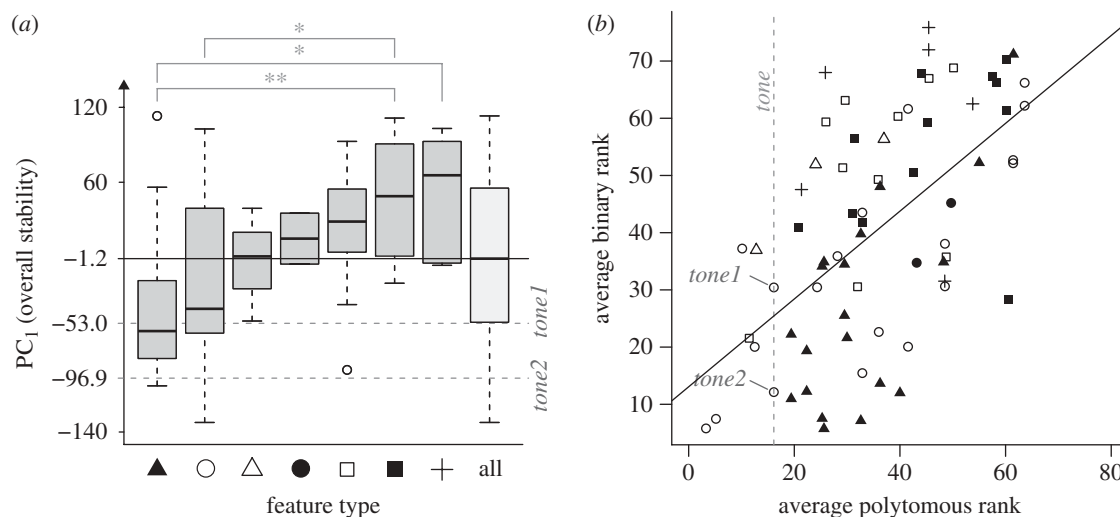 (a)
*
*
**
120
60
−1.2
−53.0
−96.9
−140
PC1 (overall stability)
tone1
tone2
all
feature type
(b)
tone
70
60
50
40
30
20
10
average binary rank
tone1
tone2
0 20 40 60 80
average polytomous rank